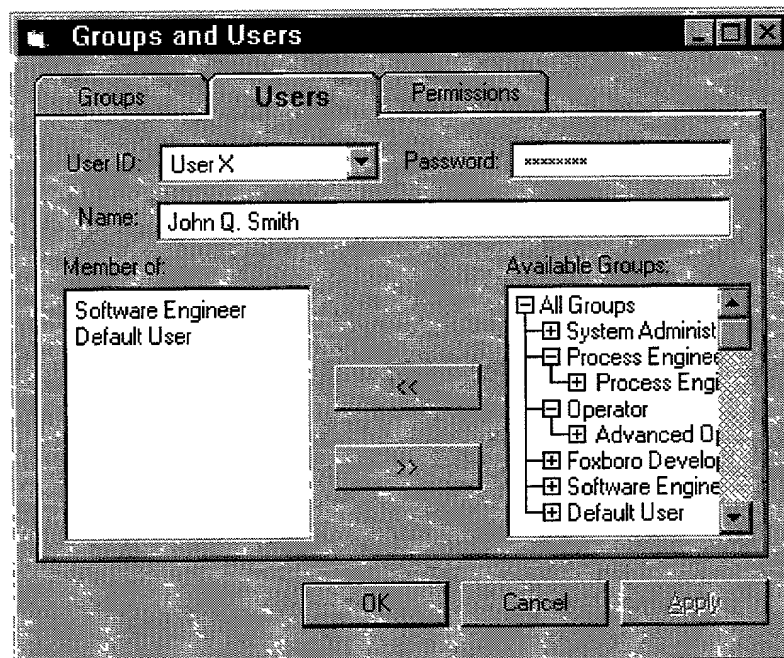 Groups and Users
Groups Users Permissions
User ID: User X Password: xxxxxxxx
Name: John Q. Smith
Member of:
Software Engineer
Default User
<<
>>
Available Groups:
All Groups
System Administ
Process Enginee
Process Engi
Operator
Advanced Op
Foxboro Develop
Software Engine
Default User
OK Cancel Apply